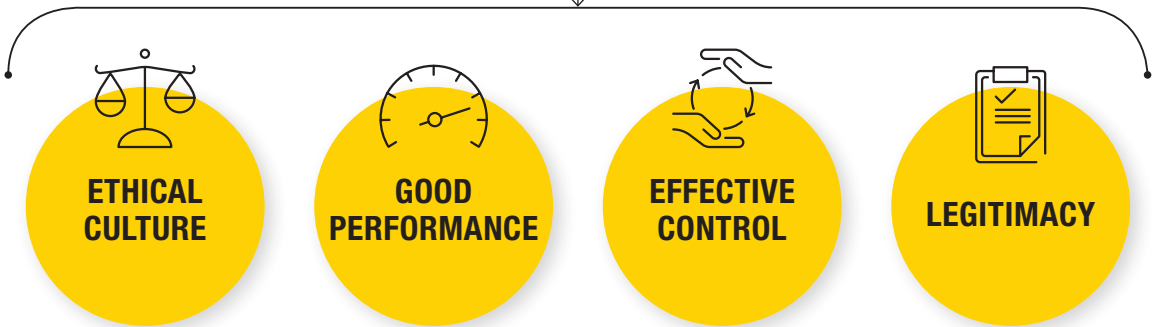 ETHICAL
CULTURE
GOOD
PERFORMANCE
EFFECTIVE
CONTROL
LEGITIMACY